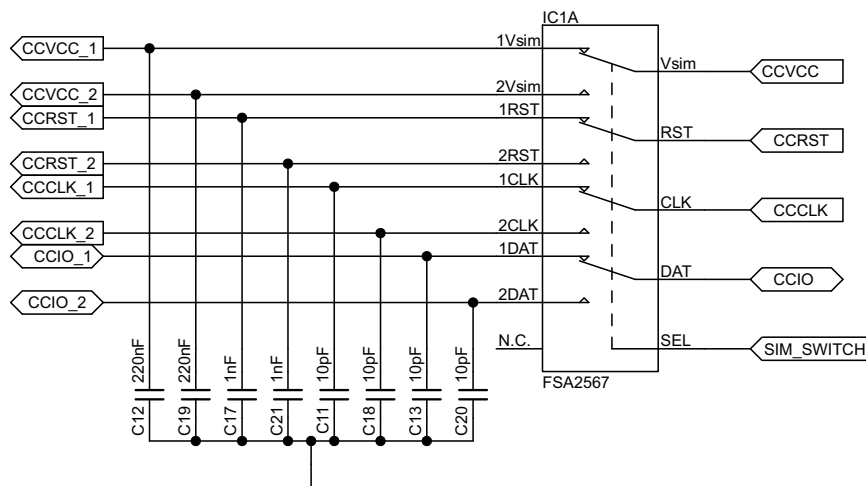 IC1A
CCVCC_1
1Vsim
Vsim
CCVCC
CCVCC_2
2Vsim
CCRST_1
1RST
RST
CCRST
CCRST_2
2RST
CCCLK_1
1CLK
CLK
CCCLK
CCCLK_2
2CLK
CCIO_1
1DAT
DAT
CCIO
CCIO_2
2DAT
N.C.
SEL
SIM_SWITCH
FSA2567
220nF
220nF
1nF
1nF
10pF
10pF
10pF
10pF
C12
C19
C17
C21
C11
C18
C13
C20